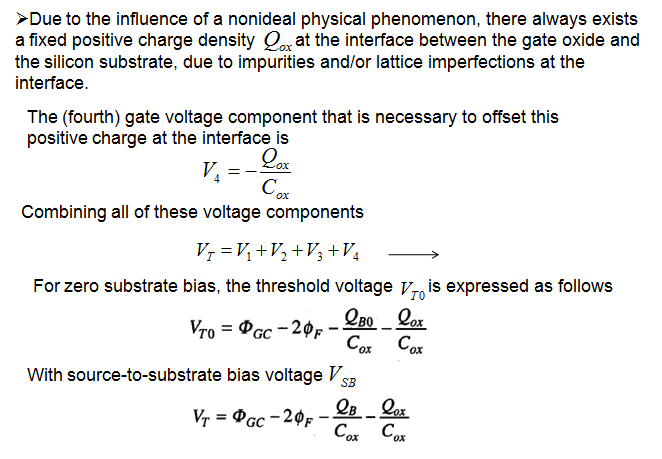 ➢Due to the influence of a nonideal physical phenomenon, there always exists
a fixed positive charge density Q_ox at the interface between the gate oxide and
the silicon substrate, due to impurities and/or lattice imperfections at the
interface.
The (fourth) gate voltage component that is necessary to offset this
positive charge at the interface is
V_4 = -Q_ox/C_ox
Combining all of these voltage components
V_T = V_1 + V_2 + V_3 + V_4 ⟶
For zero substrate bias, the threshold voltage V_T0 is expressed as follows
V_T0 = Φ_GC − 2ϕ_F − Q_B0/C_ox − Q_ox/C_ox
With source-to-substrate bias voltage V_SB
V_T = Φ_GC − 2ϕ_F − Q_B/C_ox − Q_ox/C_ox